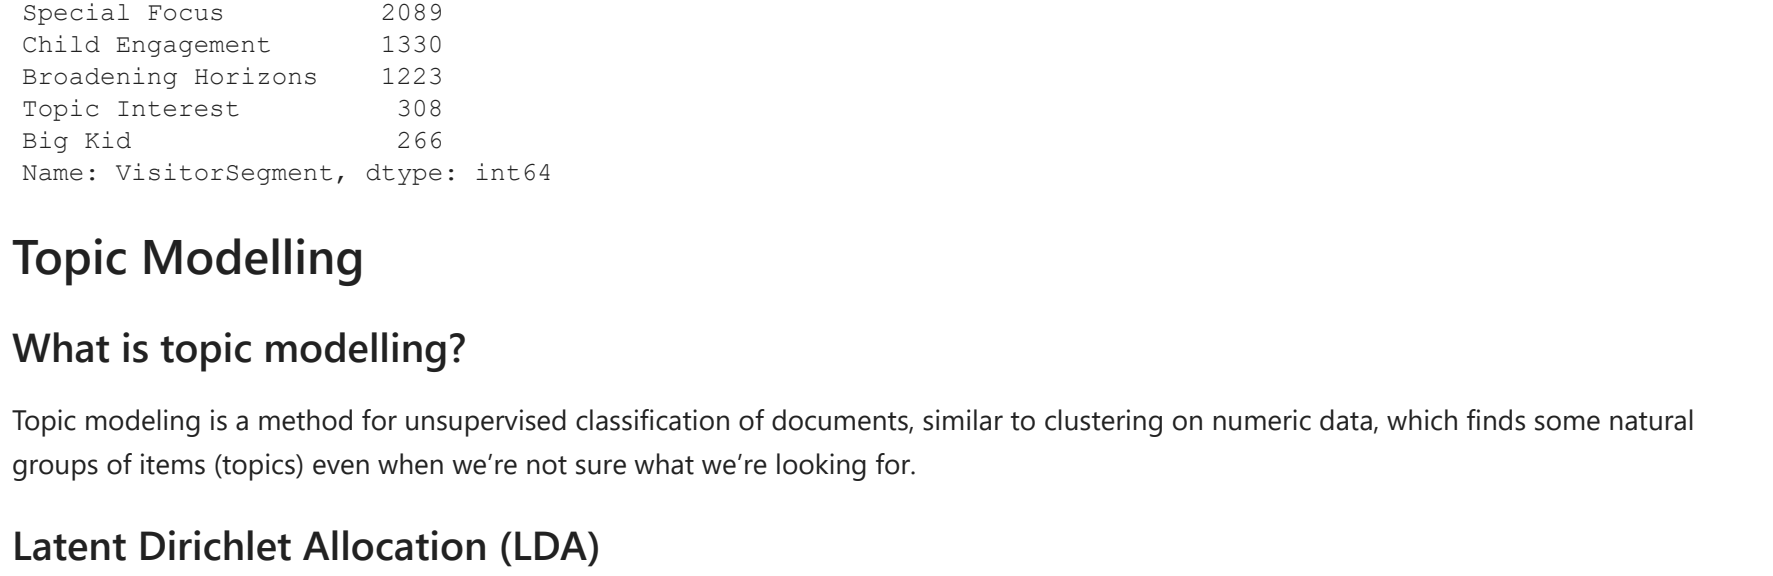 Special Focus 2089
Child Engagement 1330
Broadening Horizons 1223
Topic Interest 308
Big Kid 266
Name: VisitorSegment, dtype: int64
Topic Modelling
What is topic modelling?
Topic modeling is a method for unsupervised classification of documents, similar to clustering on numeric data, which finds some natural
groups of items (topics) even when we’re not sure what we’re looking for.
Latent Dirichlet Allocation (LDA)